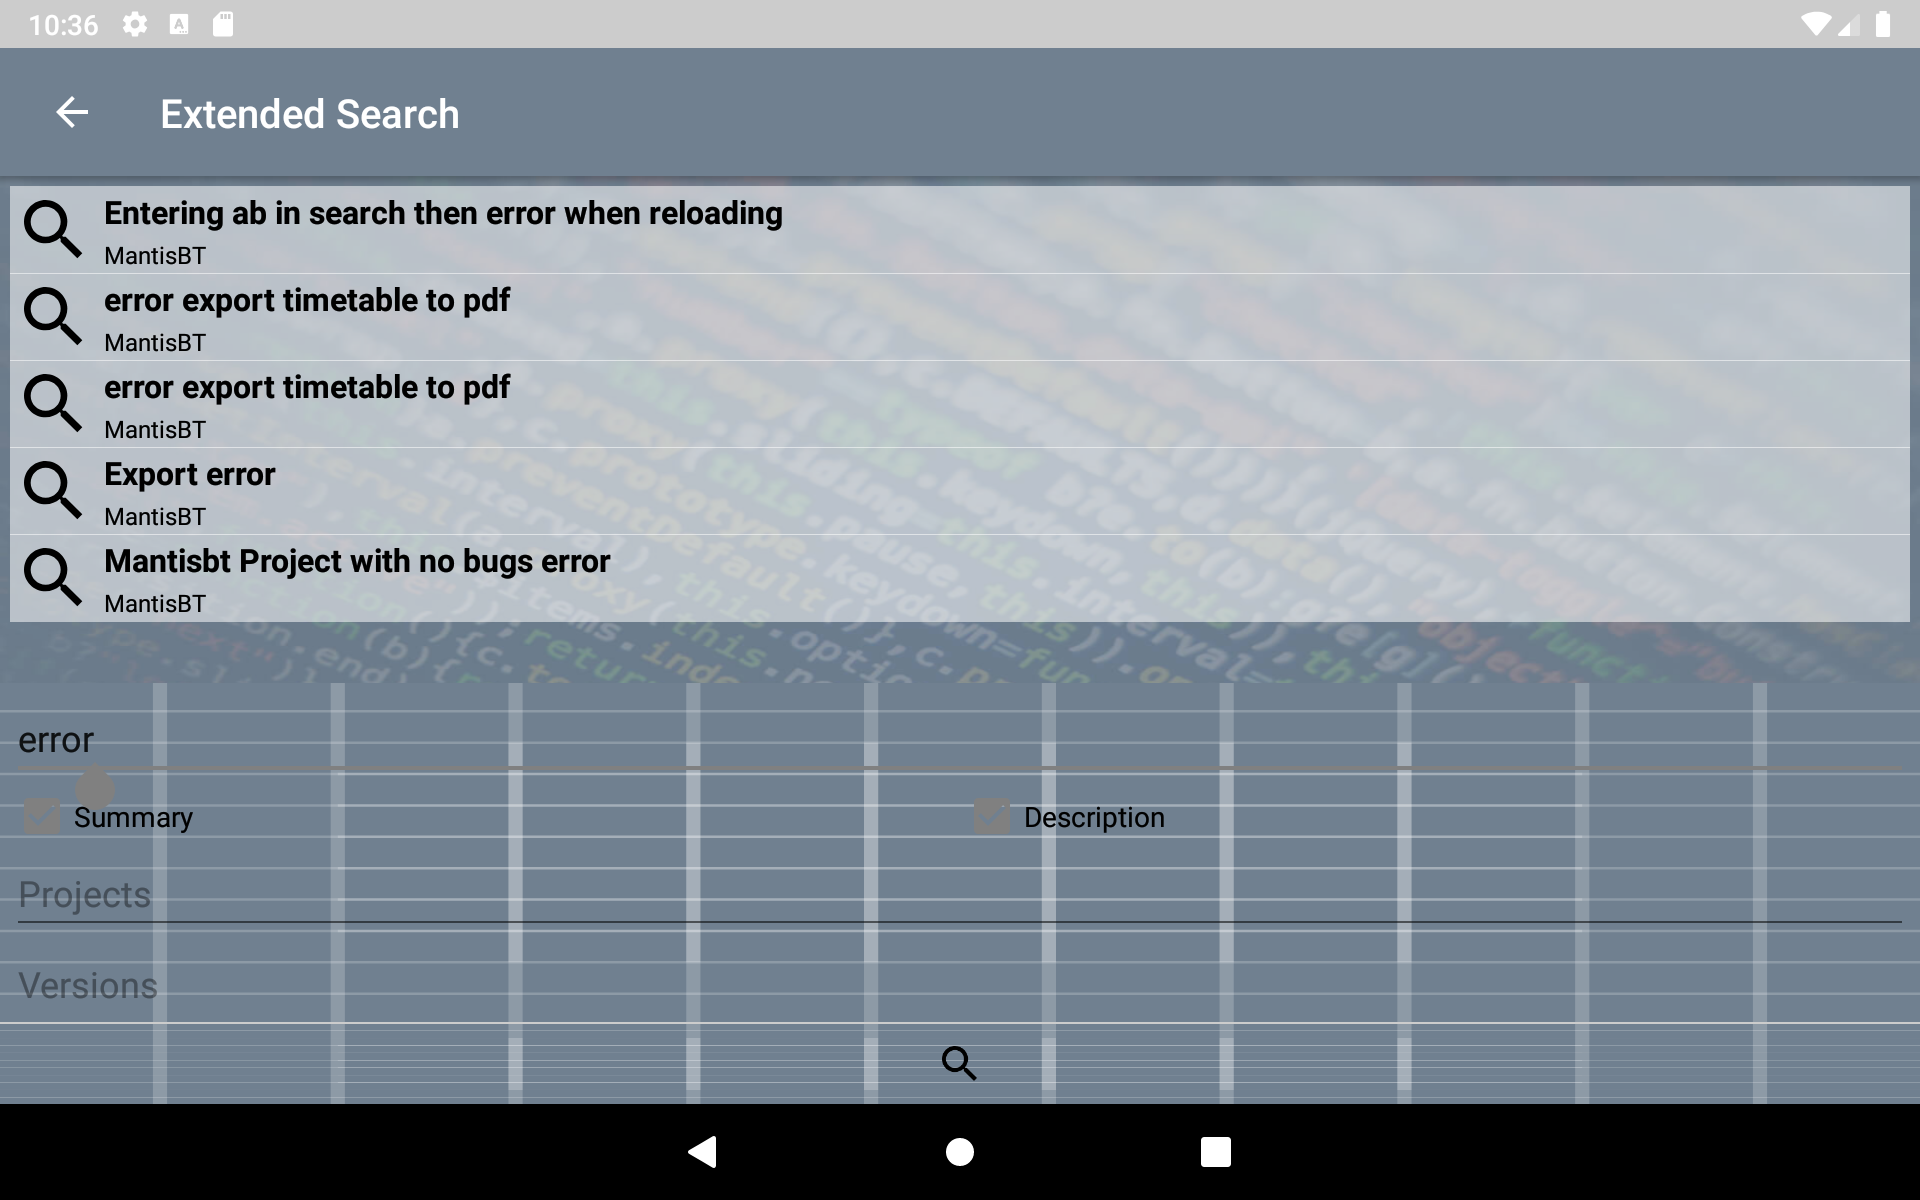 10:36
Extended Search
Entering ab in search then error when reloading
MantisBT
error export timetable to pdf
MantisBT
error export timetable to pdf
MantisBT
Export error
MantisBT
Mantisbt Project with no bugs error
MantisBT
error
Summary
Description
Projects
Versions